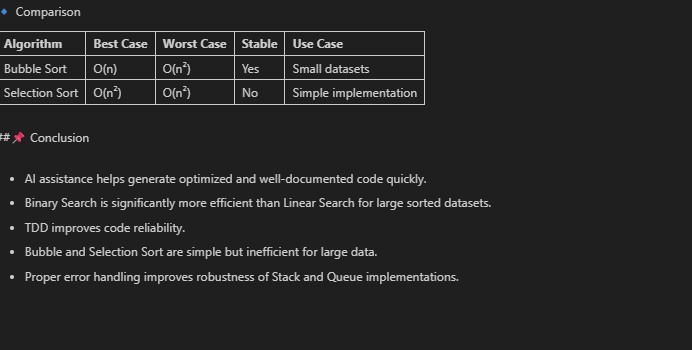 🔹 Comparison
Algorithm Best Case Worst Case Stable Use Case
Bubble Sort O(n) O(n²) Yes Small datasets
Selection Sort O(n²) O(n²) No Simple implementation
##📌 Conclusion
• AI assistance helps generate optimized and well-documented code quickly.
• Binary Search is significantly more efficient than Linear Search for large sorted datasets.
• TDD improves code reliability.
• Bubble and Selection Sort are simple but inefficient for large data.
• Proper error handling improves robustness of Stack and Queue implementations.